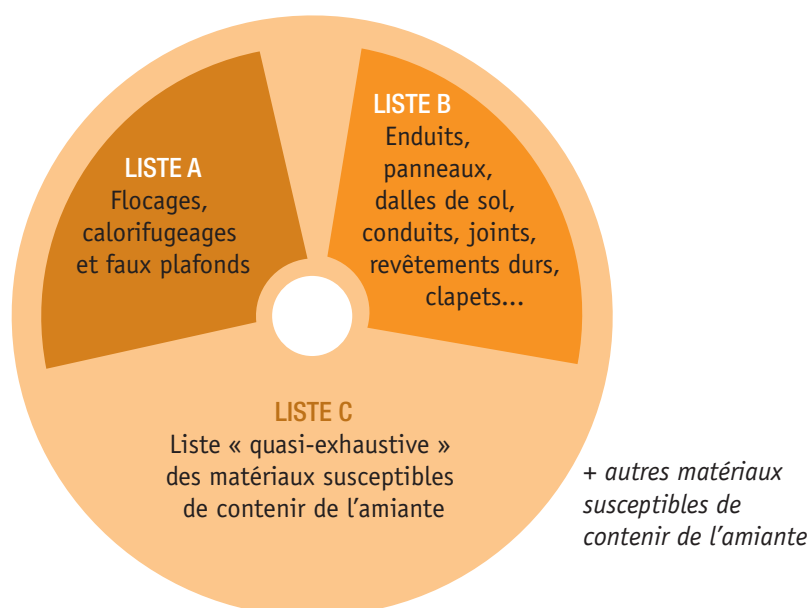 LISTE A
Flocages,
calorifugeages
et faux plafonds
LISTE B
Enduits,
panneaux,
dalles de sol,
conduits, joints,
revêtements durs,
clapets...
LISTE C
Liste « quasi-exhaustive »
des matériaux susceptibles
de contenir de l’amiante
+ autres matériaux
susceptibles de
contenir de l’amiante